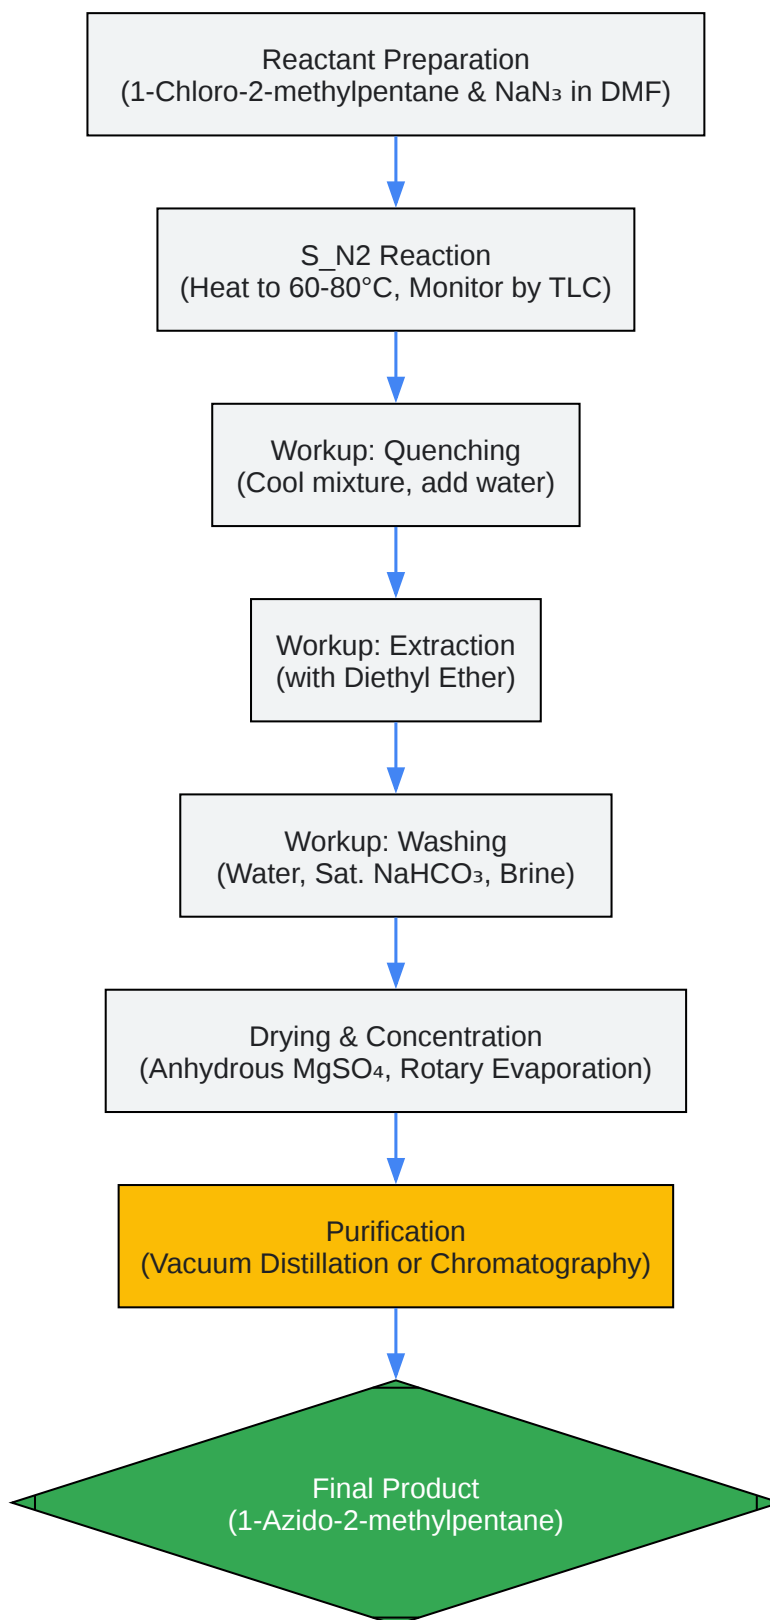 Reactant Preparation
(1-Chloro-2-methylpentane & NaN₃ in DMF)
S_N2 Reaction
(Heat to 60-80°C, Monitor by TLC)
Workup: Quenching
(Cool mixture, add water)
Workup: Extraction
(with Diethyl Ether)
Workup: Washing
(Water, Sat. NaHCO₃, Brine)
Drying & Concentration
(Anhydrous MgSO₄, Rotary Evaporation)
Purification
(Vacuum Distillation or Chromatography)
Final Product
(1-Azido-2-methylpentane)